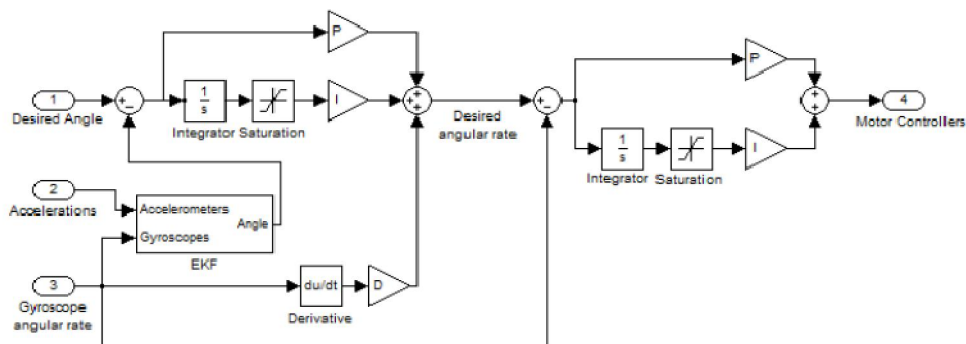 P
1
Desired Angle
+
−
1
s
Integrator
Saturation
I
+
+
+
Desired
angular rate
+
−
P
1
s
Integrator
Saturation
I
+
+
4
Motor Controllers
2
Accelerations
Accelerometers
Gyroscopes
Angle
EKF
3
Gyroscope
angular rate
du/dt
Derivative
D